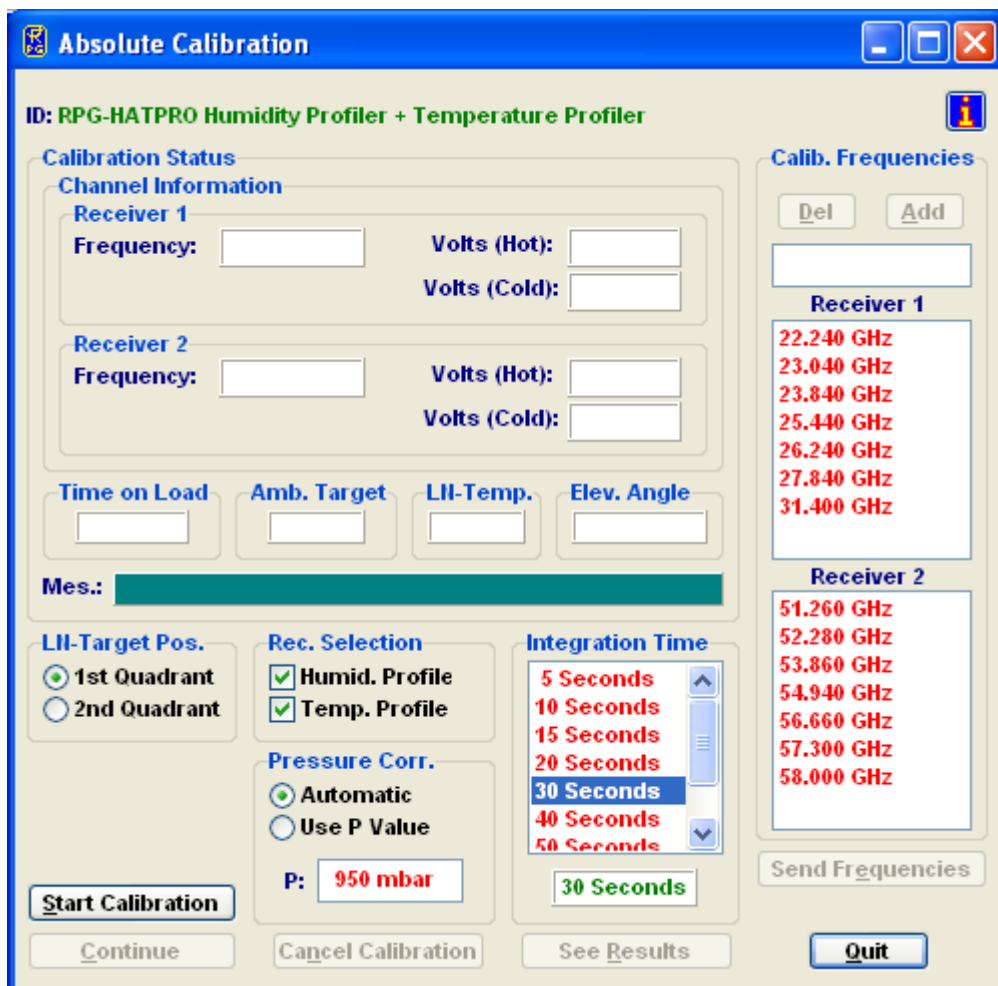 Absolute Calibration
ID: RPG-HATPRO Humidity Profiler + Temperature Profiler
i
Calibration Status
Channel Information
Receiver 1
Frequency:
Volts (Hot):
Volts (Cold):
Receiver 2
Frequency:
Volts (Hot):
Volts (Cold):
Time on Load
Amb. Target
LN-Temp.
Elev. Angle
Mes.:
Calib. Frequencies
Del
Add
Receiver 1
22.240 GHz
23.040 GHz
23.840 GHz
25.440 GHz
26.240 GHz
27.840 GHz
31.400 GHz
Receiver 2
51.260 GHz
52.280 GHz
53.860 GHz
54.940 GHz
56.660 GHz
57.300 GHz
58.000 GHz
Send Frequencies
LN-Target Pos.
1st Quadrant
2nd Quadrant
Rec. Selection
Humid. Profile
Temp. Profile
Pressure Corr.
Automatic
Use P Value
P: 950 mbar
Integration Time
5 Seconds
10 Seconds
15 Seconds
20 Seconds
30 Seconds
40 Seconds
50 Seconds
30 Seconds
Start Calibration
Continue
Cancel Calibration
See Results
Quit